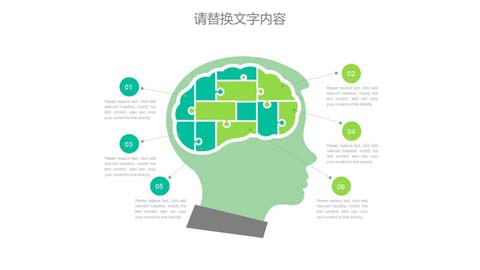 请替换文字内容
01
Please replace text, click add
relevant headline, modify the
text content, also can copy
your content to this directly.
02
Please replace text, click add
relevant headline, modify the
text content, also can copy
your content to this directly.
03
Please replace text, click add
relevant headline, modify the
text content, also can copy
your content to this directly.
04
Please replace text, click add
relevant headline, modify the
text content, also can copy
your content to this directly.
05
Please replace text, click add
relevant headline, modify the
text content, also can copy
your content to this directly.
06
Please replace text, click add
relevant headline, modify the
text content, also can copy
your content to this directly.